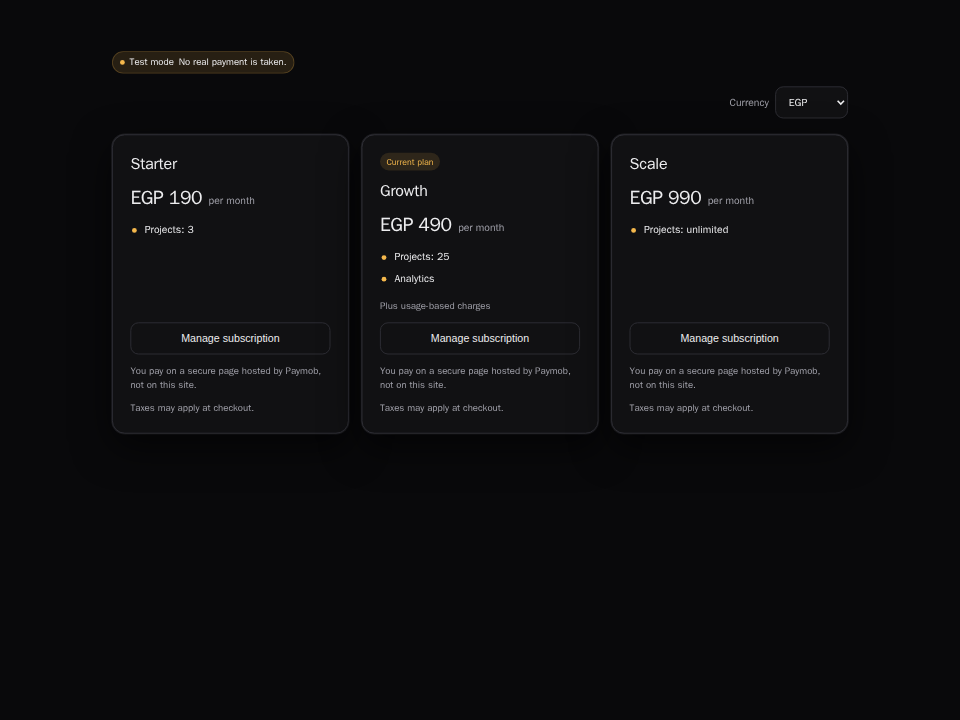 Test mode No real payment is taken.
Currency EGP
Starter
EGP 190 per month
Projects: 3
Manage subscription
You pay on a secure page hosted by Paymob,
not on this site.
Taxes may apply at checkout.
Current plan
Growth
EGP 490 per month
Projects: 25
Analytics
Plus usage-based charges
Manage subscription
You pay on a secure page hosted by Paymob,
not on this site.
Taxes may apply at checkout.
Scale
EGP 990 per month
Projects: unlimited
Manage subscription
You pay on a secure page hosted by Paymob,
not on this site.
Taxes may apply at checkout.